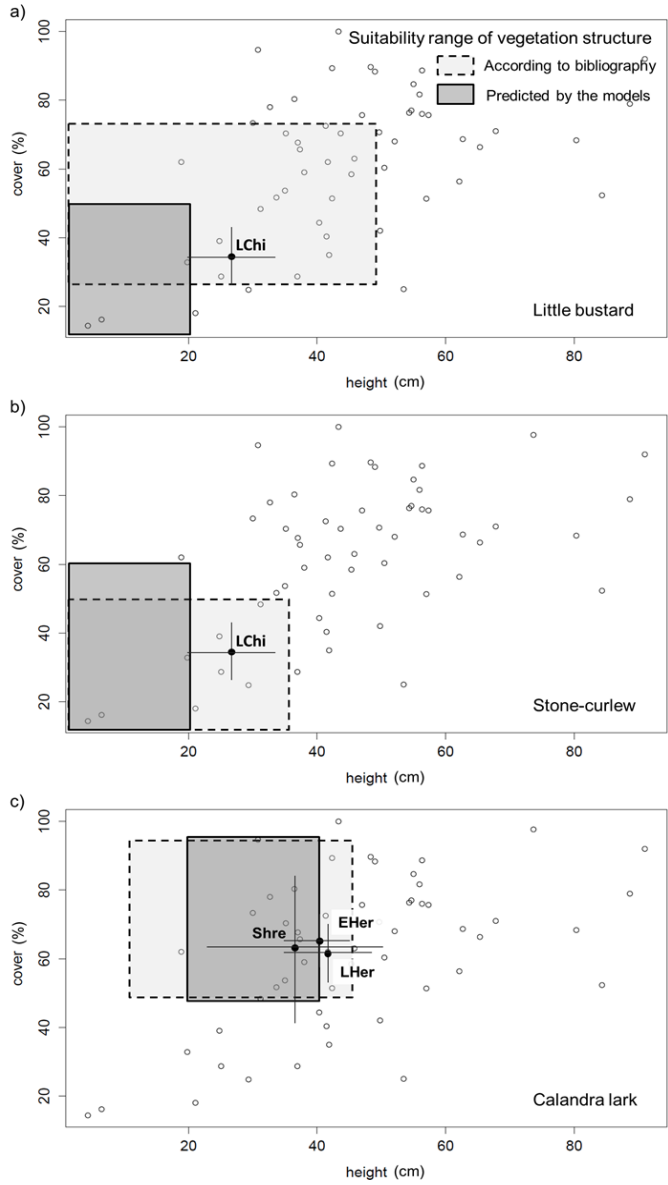 a)
Suitability range of vegetation structure
According to bibliography
Predicted by the models
100
80
60
40
20
cover (%)
LChi
Little bustard
20 40 60 80
height (cm)
b)
100
80
60
40
20
cover (%)
LChi
Stone-curlew
20 40 60 80
height (cm)
c)
100
80
60
40
20
cover (%)
Shre
EHer
LHer
Calandra lark
20 40 60 80
height (cm)